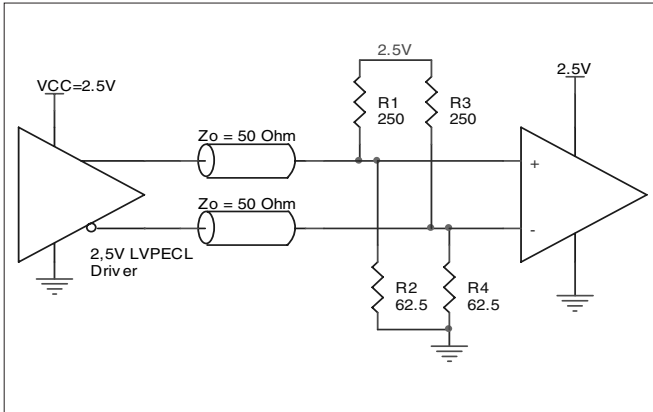 2.5V
VCC=2.5V
2.5V
R1
250
R3
250
Zo = 50 Ohm
+
Zo = 50 Ohm
-
2,5V LVPECL
Driver
R2
62.5
R4
62.5